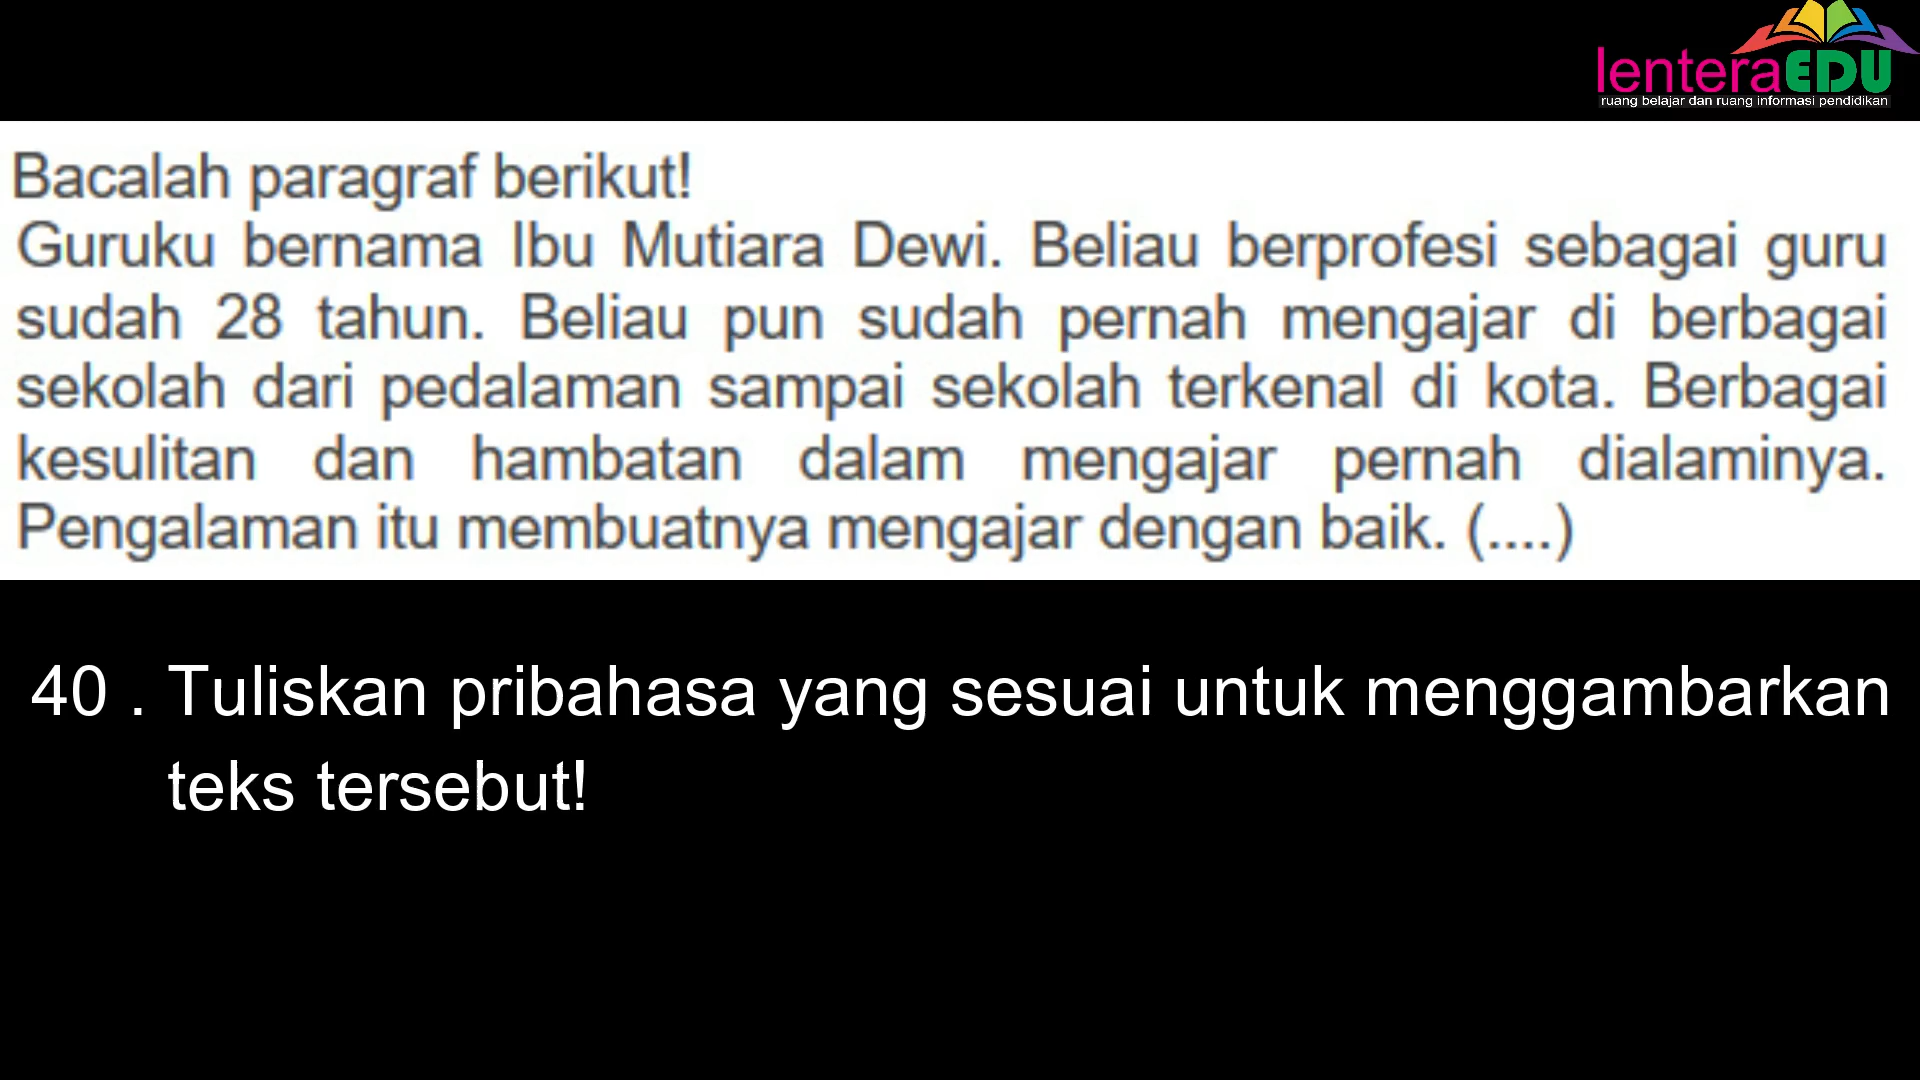 lenteraEDU
ruang belajar dan ruang informasi pendidikan
Bacalah paragraf berikut!
Guruku bernama Ibu Mutiara Dewi. Beliau berprofesi sebagai guru
sudah 28 tahun. Beliau pun sudah pernah mengajar di berbagai
sekolah dari pedalaman sampai sekolah terkenal di kota. Berbagai
kesulitan dan hambatan dalam mengajar pernah dialaminya.
Pengalaman itu membuatnya mengajar dengan baik. (....)
40 . Tuliskan pribahasa yang sesuai untuk menggambarkan
teks tersebut!